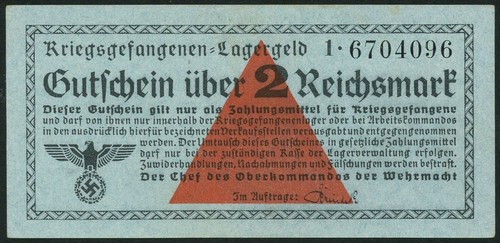 Kriegsgefangenen-Lagergeld 1·6704096
Gutschein über 2 Reichsmark
Dieser Gutschein gilt nur als Zahlungsmittel für Kriegsgefangene
und darf von ihnen nur innerhalb der Kriegsgefangenenlager oder bei Arbeitskommandos
in den ausdrücklich hierfür bezeichneten Verkaufsstellen verausgabt und entgegengenommen
werden. Der Umtausch dieses Gutscheins in gesetzliche Zahlungsmittel
darf nur bei der zuständigen Kasse der Lagerverwaltung erfolgen.
Zuwiderhandlungen, Nachahmungen und Fälschungen werden bestraft.
Der Chef des Oberkommandos der Wehrmacht
Im Auftrage: